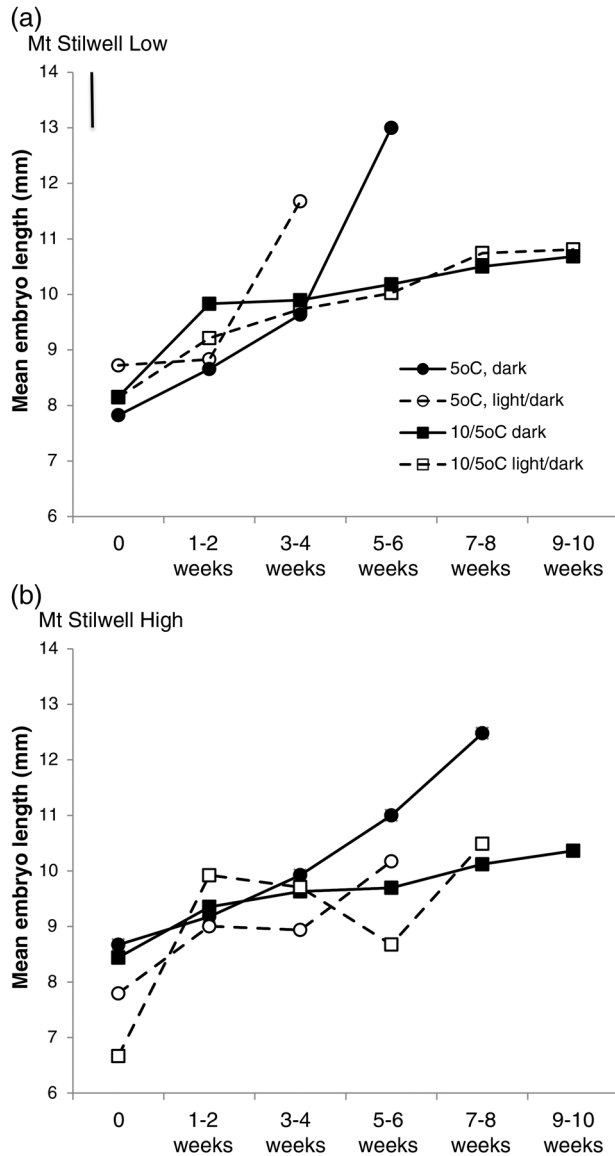 (a)
Mt Stilwell Low
Mean embryo length (mm)
14
13
12
11
10
9
8
7
6
5oC, dark
5oC, light/dark
10/5oC dark
10/5oC light/dark
0
1-2 weeks
3-4 weeks
5-6 weeks
7-8 weeks
9-10 weeks
(b)
Mt Stilwell High
Mean embryo length (mm)
14
13
12
11
10
9
8
7
6
0
1-2 weeks
3-4 weeks
5-6 weeks
7-8 weeks
9-10 weeks